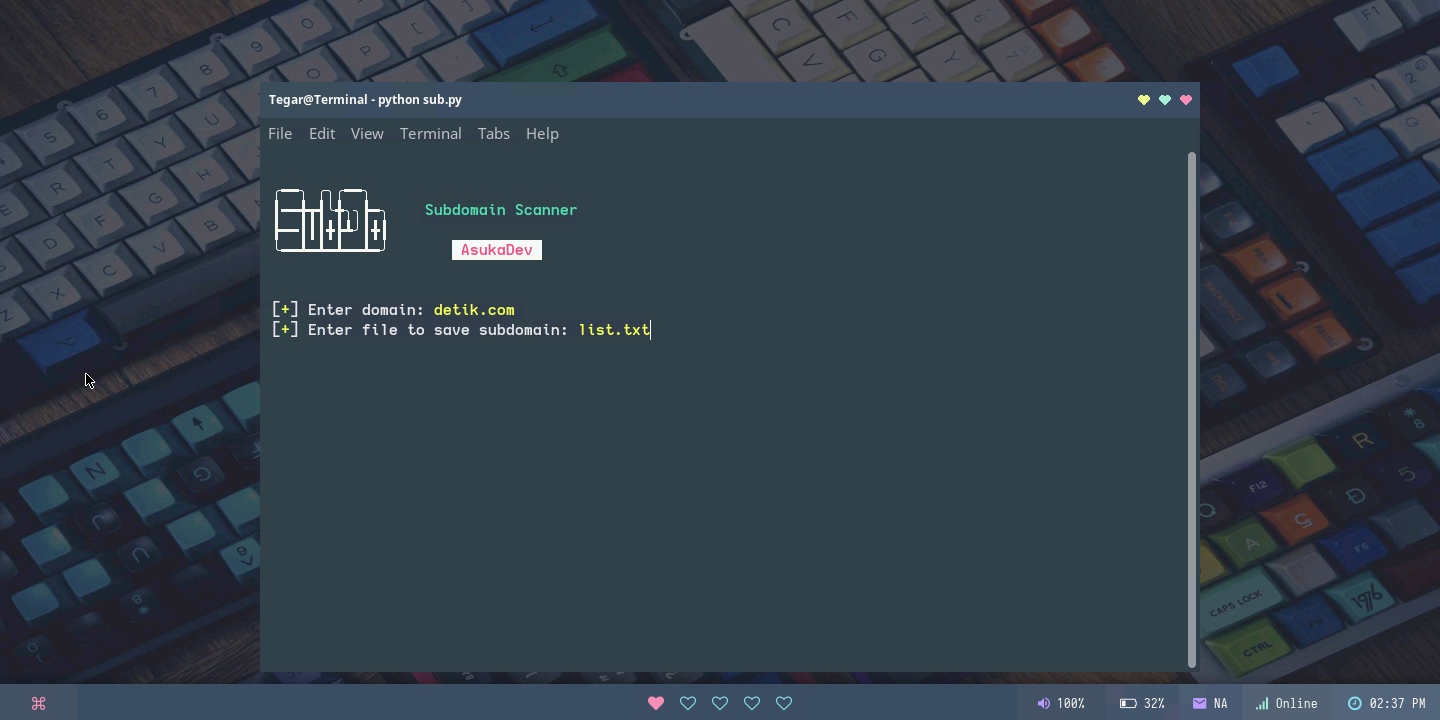 Tegar@Terminal - python sub.py
File Edit View Terminal Tabs Help
Subdomain Scanner
AsukaDev
[+] Enter domain: detik.com
[+] Enter file to save subdomain: list.txt
100% 32% NA Online 02:37 PM